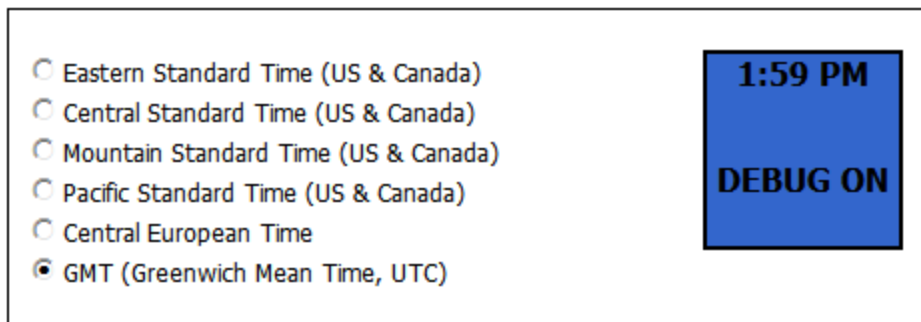 Eastern Standard Time (US & Canada)
Central Standard Time (US & Canada)
Mountain Standard Time (US & Canada)
Pacific Standard Time (US & Canada)
Central European Time
GMT (Greenwich Mean Time, UTC)
1:59 PM
DEBUG ON